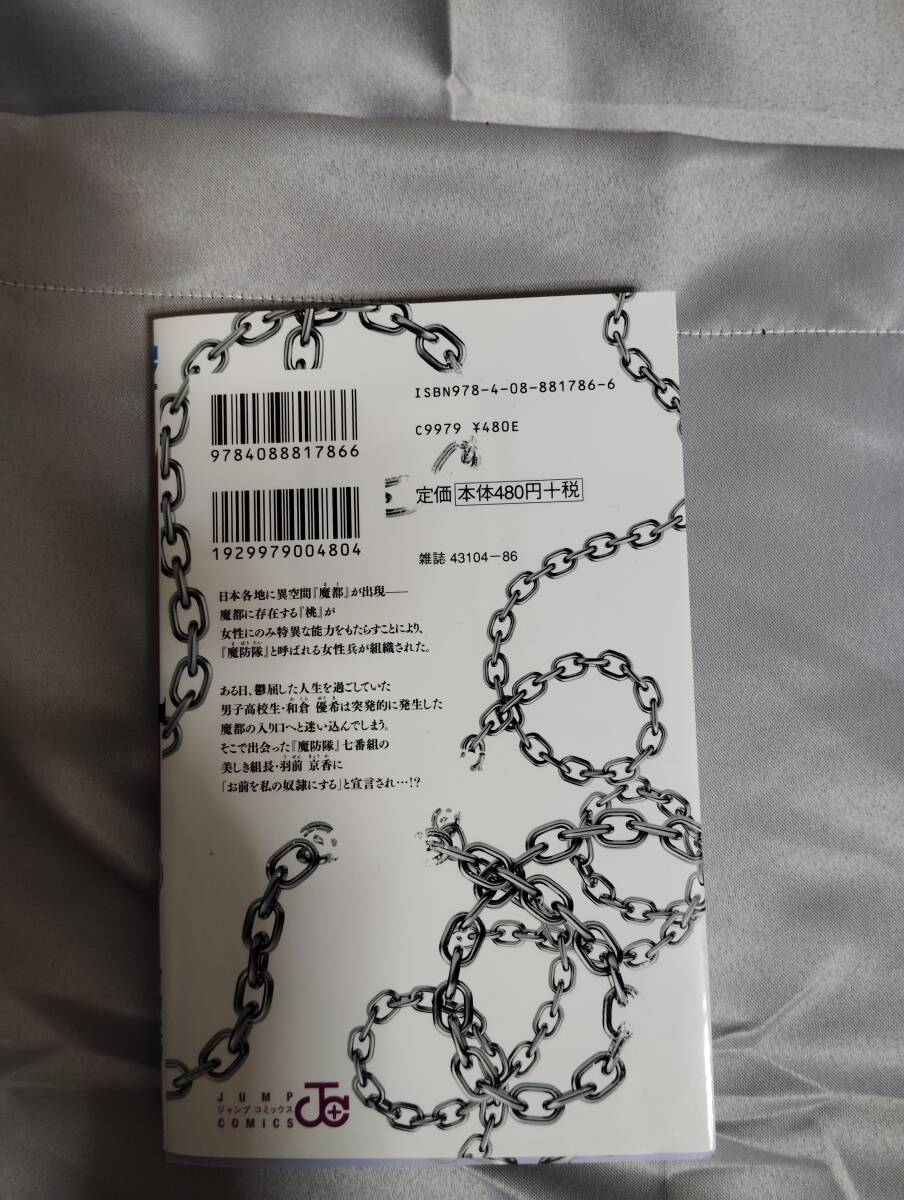 ISBN978-4-08-881786-6
C9979 ¥480E
9784088817866
定価 本体480円+税
1929979004804
雑誌 43104-86
日本各地に異空間『魔都』が出現——
魔都に存在する『桃』が
女性にのみ特異な能力をもたらすことにより、
『魔防隊』と呼ばれる女性兵が組織された。
ある日、鬱屈した人生を過ごしていた
男子高校生・和倉 優希は突発的に発生した
魔都の入り口へと迷い込んでしまう。
そこで出会った『魔防隊』七番組の
美しき組長・羽前 京香に
「お前を私の奴隷にする」と宣言され…!?
JUMP
ジャンプ コミックス
COMICS
JC+